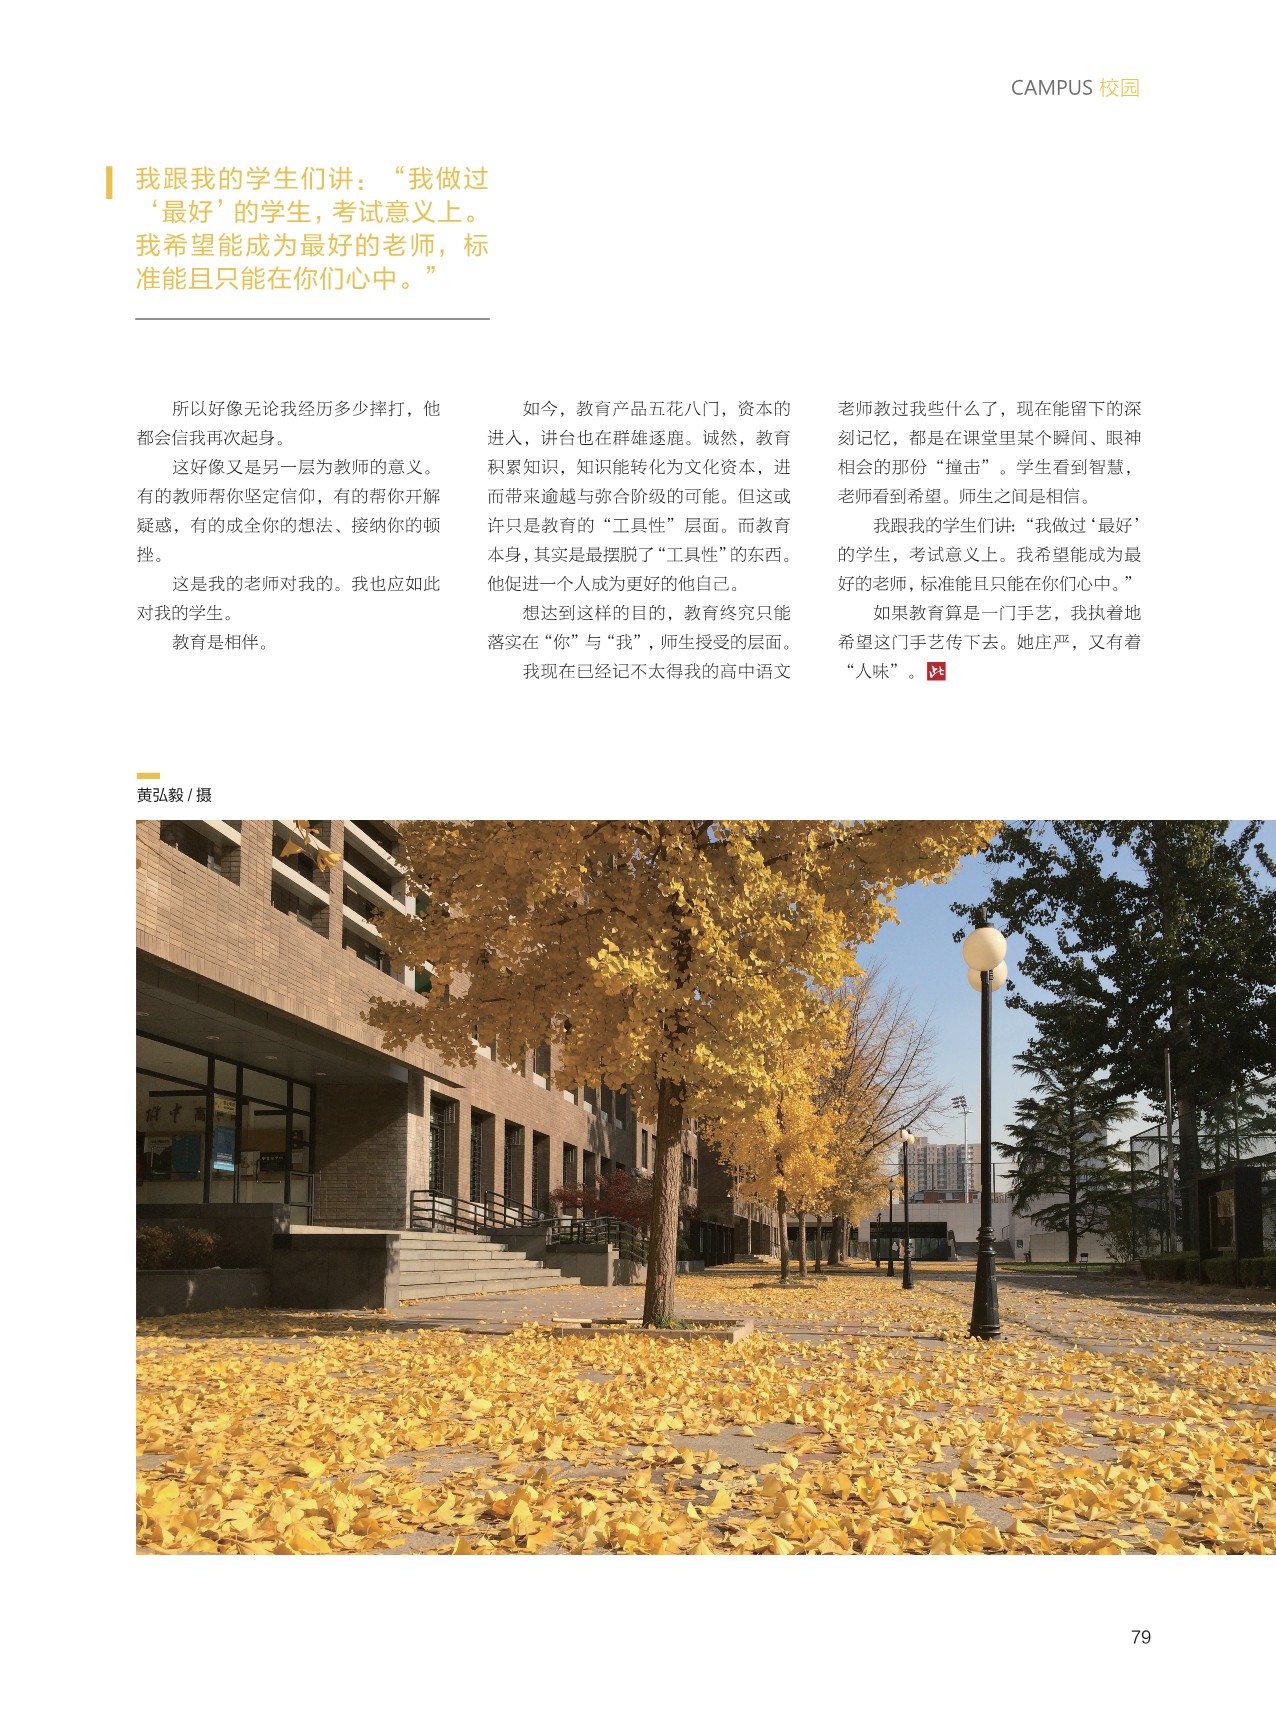 CAMPUS 校园
我跟我的学生们讲：“我做过
‘最好’的学生，考试意义上。
我希望能成为最好的老师，标
准能且只能在你们心中。”
所以好像无论我经历多少摔打，他
都会信我再次起身。
这好像又是另一层为教师的意义。
有的教师帮你坚定信仰，有的帮你开解
疑惑，有的成全你的想法、接纳你的顿
挫。
这是我的老师对我的。我也应如此
对我的学生。
教育是相伴。
如今，教育产品五花八门，资本的
进入，讲台也在群雄逐鹿。诚然，教育
积累知识，知识能转化为文化资本，进
而带来逾越与弥合阶级的可能。但这或
许只是教育的“工具性”层面。而教育
本身，其实是最摆脱了“工具性”的东西。
他促进一个人成为更好的他自己。
想达到这样的目的，教育终究只能
落实在“你”与“我”，师生授受的层面。
我现在已经记不太得我的高中语文
老师教过我些什么了，现在能留下的深
刻记忆，都是在课堂里某个瞬间、眼神
相会的那份“撞击”。学生看到智慧，
老师看到希望。师生之间是相信。
我跟我的学生们讲：“我做过‘最好’
的学生，考试意义上。我希望能成为最
好的老师，标准能且只能在你们心中。”
如果教育算是一门手艺，我执着地
希望这门手艺传下去。她庄严，又有着
“人味”。
黄弘毅 / 摄
79